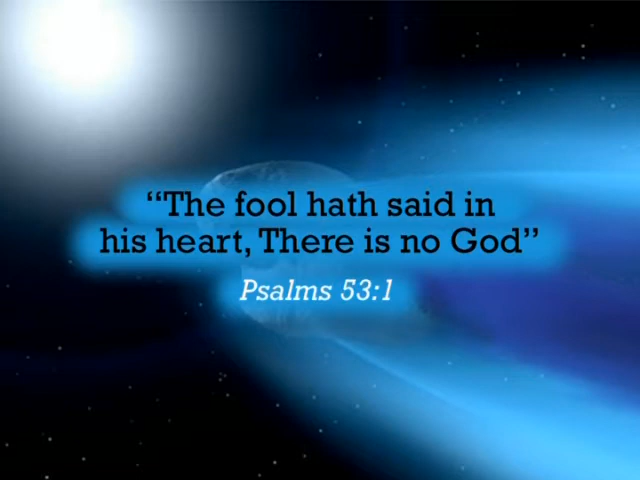 “The fool hath said in
his heart, There is no God”
Psalms 53:1